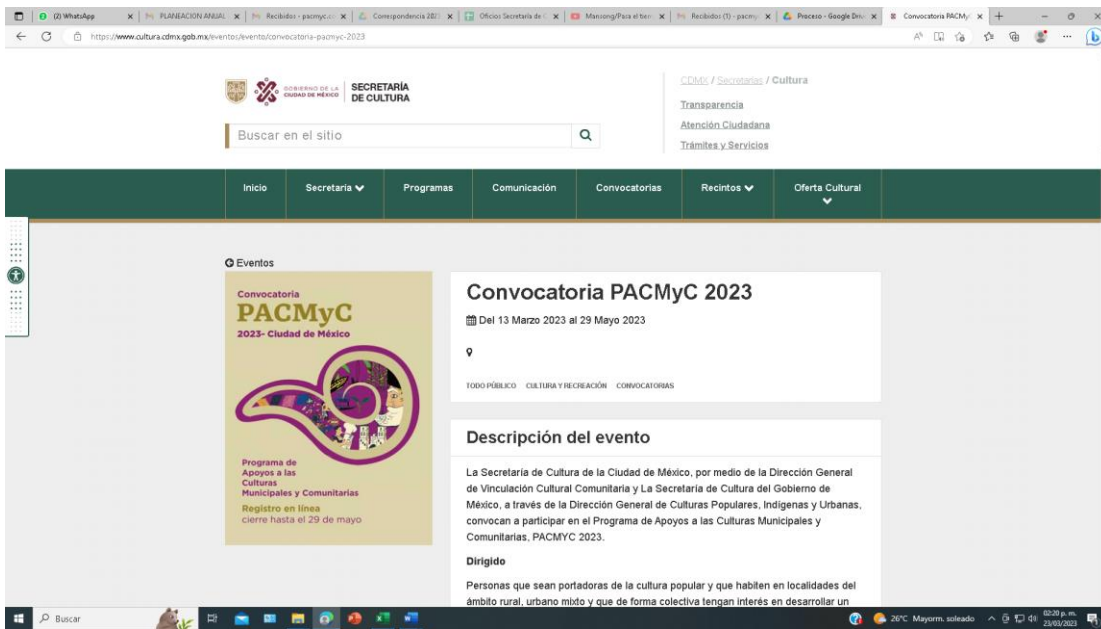 (2) WhatsApp
PLANEACION ANUAL
Recibidos - pacmyc.c
Correspondencia 202
Oficios Secretaría de
Recibidos (1) - pacmy
Proceso - Google Driv
Convocatoria PACMyC
https://www.cultura.cdmx.gob.mx/eventos/evento/convocatoria-pacmyc-2023
GOBIERNO DE LA
CIUDAD DE MÉXICO
SECRETARÍA
DE CULTURA
CDMX / Secretarías / Cultura
Transparencia
Atención Ciudadana
Trámites y Servicios
Buscar en el sitio
Inicio
Secretaría
Programas
Comunicación
Convocatorias
Recintos
Oferta Cultural
Eventos
Convocatoria
PACMyC
2023- Ciudad de México
Programa de
Apoyos a las
Culturas
Municipales y Comunitarias
Registro en línea
cierre hasta el 29 de mayo
Convocatoria PACMyC 2023
Del 13 Marzo 2023 al 29 Mayo 2023
TODO PÚBLICO CULTURA Y RECREACIÓN CONVOCATORIAS
Descripción del evento
La Secretaría de Cultura de la Ciudad de México, por medio de la Dirección General
de Vinculación Cultural Comunitaria y La Secretaría de Cultura del Gobierno de
México, a través de la Dirección General de Culturas Populares, Indígenas y Urbanas,
convocan a participar en el Programa de Apoyos a las Culturas Municipales y
Comunitarias, PACMYC 2023.
Dirigido
Personas que sean portadoras de la cultura popular y que habiten en localidades del
ámbito rural, urbano mixto y que de forma colectiva tengan interés en desarrollar un
Buscar
26°C Mayorm. soleado
02:20 p. m.
23/03/2023